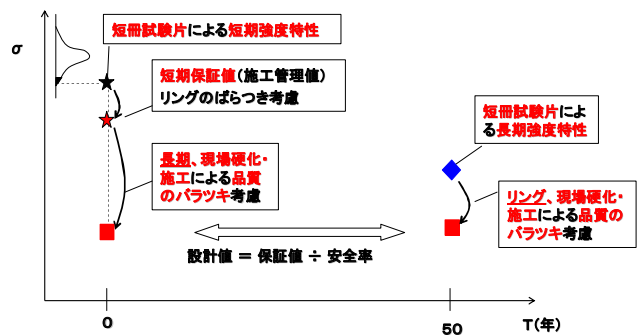 σ
短冊試験片による短期強度特性
短期保証値(施工管理値)
リングのばらつき考慮
短冊試験片によ
る長期強度特性
長期、現場硬化・
施工による品質
のバラツキ考慮
リング、現場硬化・
施工による品質の
バラツキ考慮
設計値 = 保証値 ÷ 安全率
0
50
T(年)